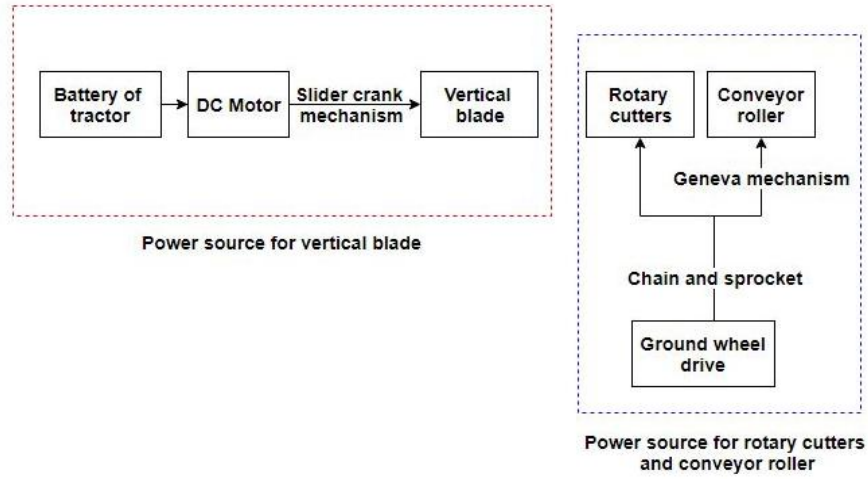 Battery of
tractor
DC Motor
Slider crank
mechanism
Vertical
blade
Power source for vertical blade
Rotary
cutters
Conveyor
roller
Geneva mechanism
Chain and sprocket
Ground wheel
drive
Power source for rotary cutters
and conveyor roller